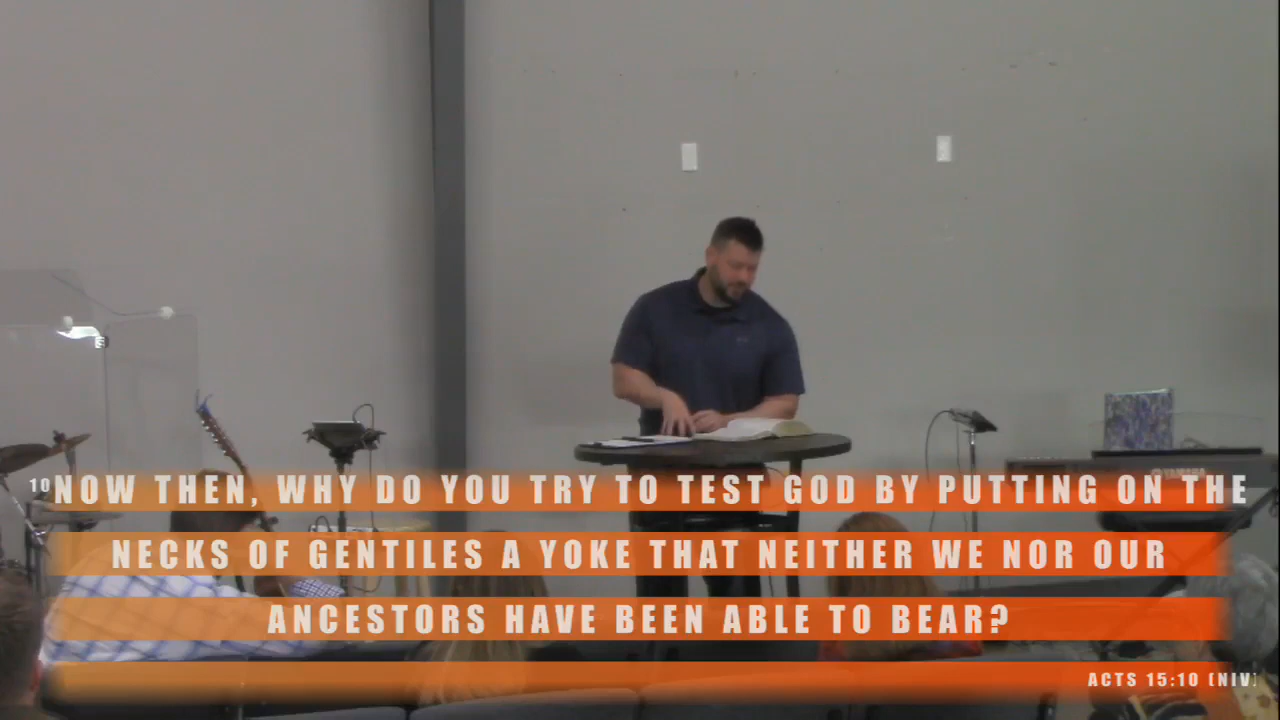 ¹⁰NOW THEN, WHY DO YOU TRY TO TEST GOD BY PUTTING ON THE
NECKS OF GENTILES A YOKE THAT NEITHER WE NOR OUR
ANCESTORS HAVE BEEN ABLE TO BEAR?
ACTS 15:10 (NIV)
YAMAHA